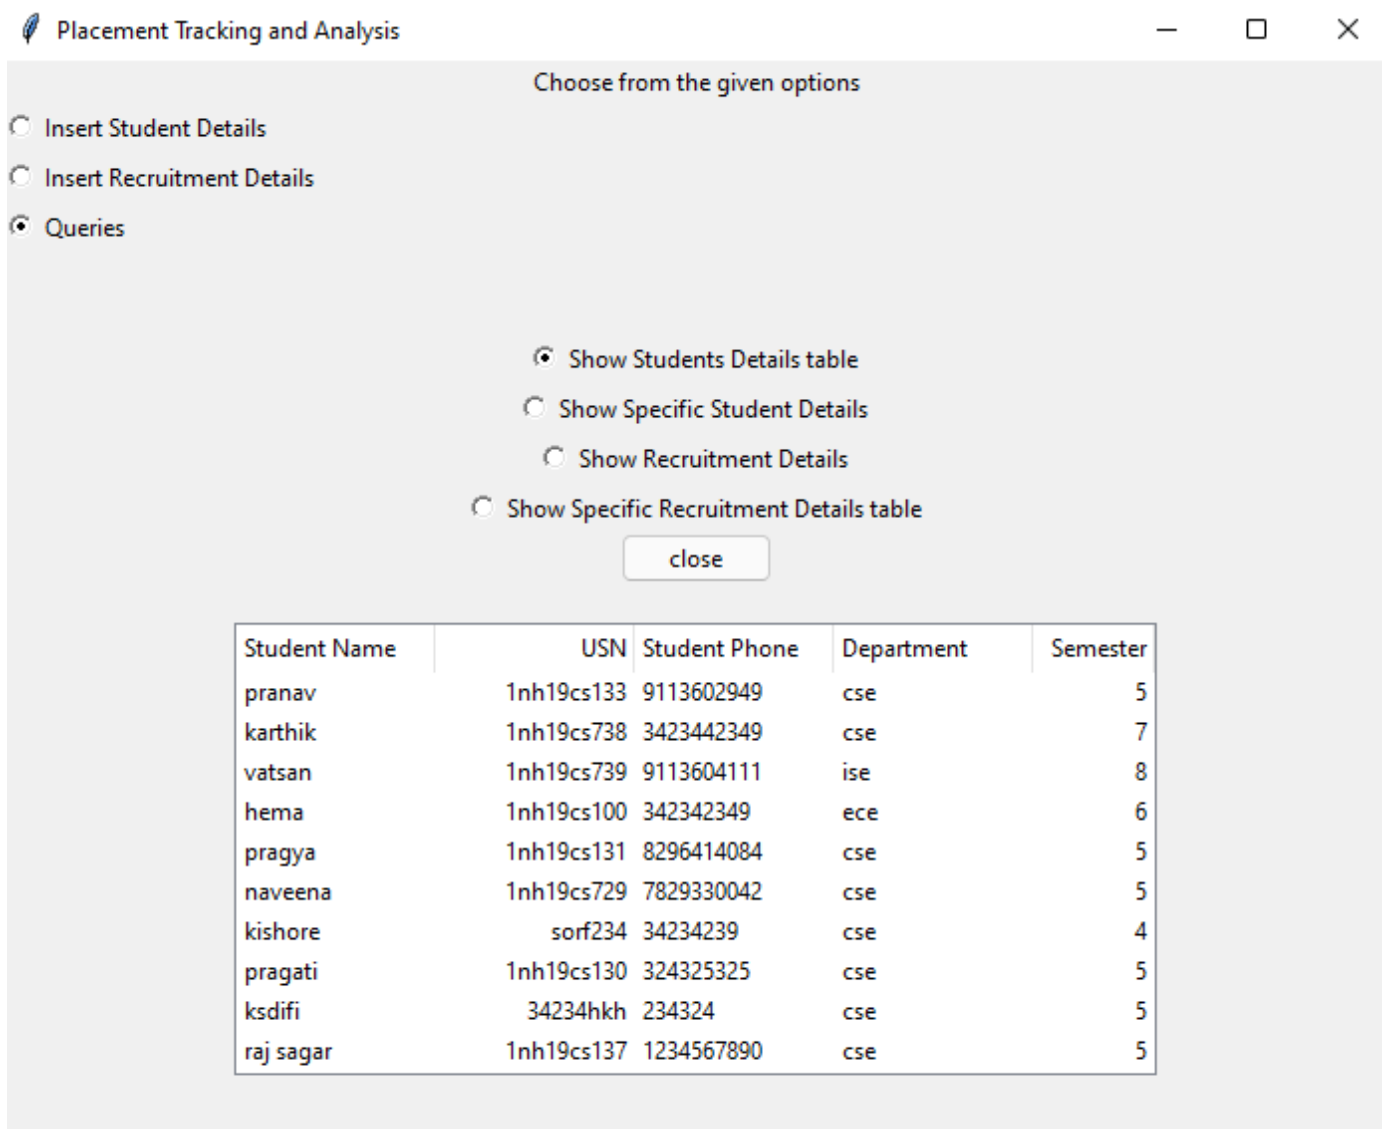 Placement Tracking and Analysis
Choose from the given options
Insert Student Details
Insert Recruitment Details
Queries
Show Students Details table
Show Specific Student Details
Show Recruitment Details
Show Specific Recruitment Details table
close
Student Name USN Student Phone Department Semester
pranav 1nh19cs133 9113602949 cse 5
karthik 1nh19cs738 3423442349 cse 7
vatsan 1nh19cs739 9113604111 ise 8
hema 1nh19cs100 342342349 ece 6
pragya 1nh19cs131 8296414084 cse 5
naveena 1nh19cs729 7829330042 cse 5
kishore sorf234 34234239 cse 4
pragati 1nh19cs130 324325325 cse 5
ksdifi 34234hkh 234324 cse 5
raj sagar 1nh19cs137 1234567890 cse 5